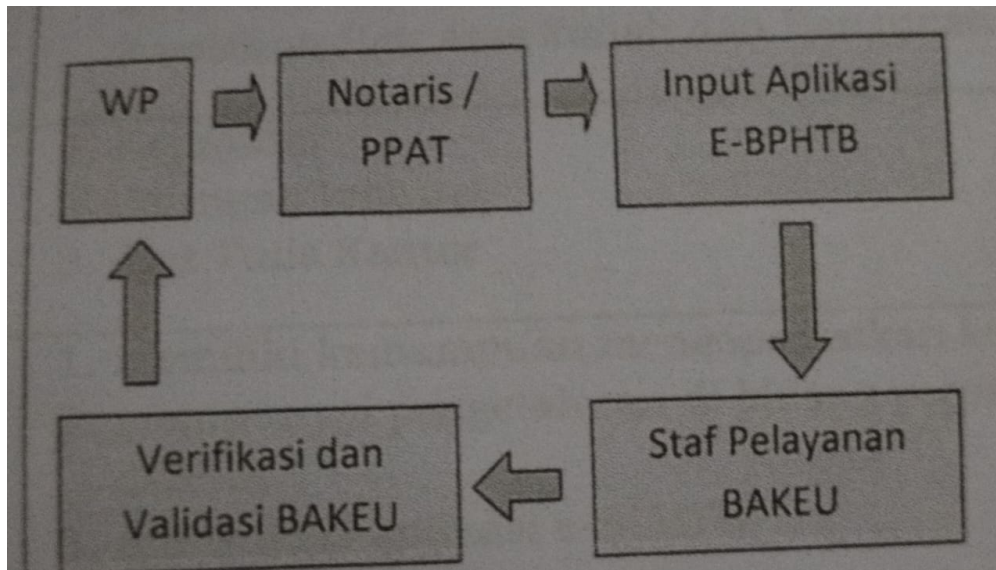 WP
Notaris /
PPAT
Input Aplikasi
E-BPHTB
Staf Pelayanan
BAKEU
Verifikasi dan
Validasi BAKEU